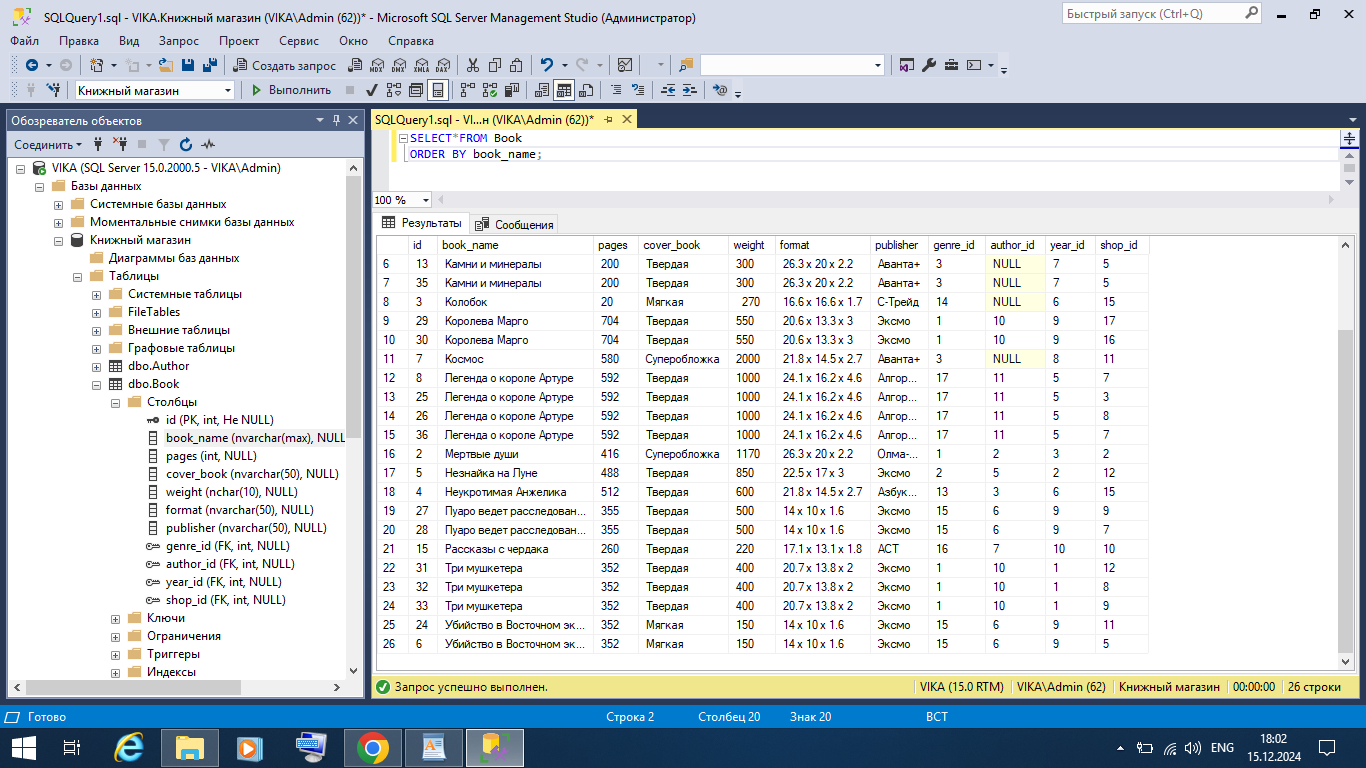 SQLQuery1.sql - VIKA.Книжный магазин (VIKA\Admin (62))* - Microsoft SQL Server Management Studio (Администратор)
Быстрый запуск (Ctrl+Q)
Файл Правка Вид Запрос Проект Сервис Окно Справка
Создать запрос MDX DMX XMLA DAX
Книжный магазин Выполнить
Обозреватель объектов
Соединить
VIKA (SQL Server 15.0.2000.5 - VIKA\Admin)
Базы данных
Системные базы данных
Моментальные снимки базы данных
Книжный магазин
Диаграммы баз данных
Таблицы
Системные таблицы
FileTables
Внешние таблицы
Графовые таблицы
dbo.Author
dbo.Book
Столбцы
id (PK, int, Не NULL)
book_name (nvarchar(max), NULL
pages (int, NULL)
cover_book (nvarchar(50), NULL)
weight (nchar(10), NULL)
format (nvarchar(50), NULL)
publisher (nvarchar(50), NULL)
genre_id (FK, int, NULL)
author_id (FK, int, NULL)
year_id (FK, int, NULL)
shop_id (FK, int, NULL)
Ключи
Ограничения
Триггеры
Индексы
SQLQuery1.sql - VI...н (VIKA\Admin (62))*
SELECT*FROM Book
ORDER BY book_name;
100 %
Результаты Сообщения
id book_name pages cover_book weight format publisher genre_id author_id year_id shop_id
6 13 Камни и минералы 200 Твердая 300 26.3 x 20 x 2.2 Аванта+ 3 NULL 7 5
7 35 Камни и минералы 200 Твердая 300 26.3 x 20 x 2.2 Аванта+ 3 NULL 7 5
8 3 Колобок 20 Мягкая 270 16.6 x 16.6 x 1.7 С-Трейд 14 NULL 6 15
9 29 Королева Марго 704 Твердая 550 20.6 x 13.3 x 3 Эксмо 1 10 9 17
10 30 Королева Марго 704 Твердая 550 20.6 x 13.3 x 3 Эксмо 1 10 9 16
11 7 Космос 580 Суперобложка 2000 21.8 x 14.5 x 2.7 Аванта+ 3 NULL 8 11
12 8 Легенда о короле Артуре 592 Твердая 1000 24.1 x 16.2 x 4.6 Алгор... 17 11 5 7
13 25 Легенда о короле Артуре 592 Твердая 1000 24.1 x 16.2 x 4.6 Алгор... 17 11 5 3
14 26 Легенда о короле Артуре 592 Твердая 1000 24.1 x 16.2 x 4.6 Алгор... 17 11 5 8
15 36 Легенда о короле Артуре 592 Твердая 1000 24.1 x 16.2 x 4.6 Алгор... 17 11 5 7
16 2 Мертвые души 416 Суперобложка 1170 26.3 x 20 x 2.2 Олма-... 1 2 3 2
17 5 Незнайка на Луне 488 Твердая 850 22.5 x 17 x 3 Эксмо 2 5 2 12
18 4 Неукротимая Анжелика 512 Твердая 600 21.8 x 14.5 x 2.7 Азбук... 13 3 6 15
19 27 Пуаро ведет расследован... 355 Твердая 500 14 x 10 x 1.6 Эксмо 15 6 9 9
20 28 Пуаро ведет расследован... 355 Твердая 500 14 x 10 x 1.6 Эксмо 15 6 9 7
21 15 Рассказы с чердака 260 Твердая 220 17.1 x 13.1 x 1.8 АСТ 16 7 10 10
22 31 Три мушкетера 352 Твердая 400 20.7 x 13.8 x 2 Эксмо 1 10 1 12
23 32 Три мушкетера 352 Твердая 400 20.7 x 13.8 x 2 Эксмо 1 10 1 8
24 33 Три мушкетера 352 Твердая 400 20.7 x 13.8 x 2 Эксмо 1 10 1 9
25 24 Убийство в Восточном эк... 352 Мягкая 150 14 x 10 x 1.6 Эксмо 15 6 9 11
26 6 Убийство в Восточном эк... 352 Мягкая 150 14 x 10 x 1.6 Эксмо 15 6 9 5
Запрос успешно выполнен. VIKA (15.0 RTM) VIKA\Admin (62) Книжный магазин 00:00:00 26 строки
Готово Строка 2 Столбец 20 Знак 20 ВСТ
ENG 18:02
15.12.2024